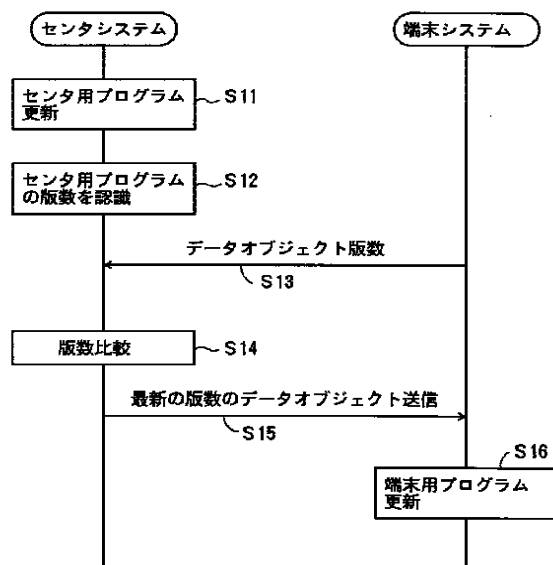 センタシステム
端末システム
センタ用プログラム
更新
S11
センタ用プログラム
の版数を認識
S12
データオブジェクト版数
S13
版数比較
S14
最新の版数のデータオブジェクト送信
S15
S16
端末用プログラム
更新